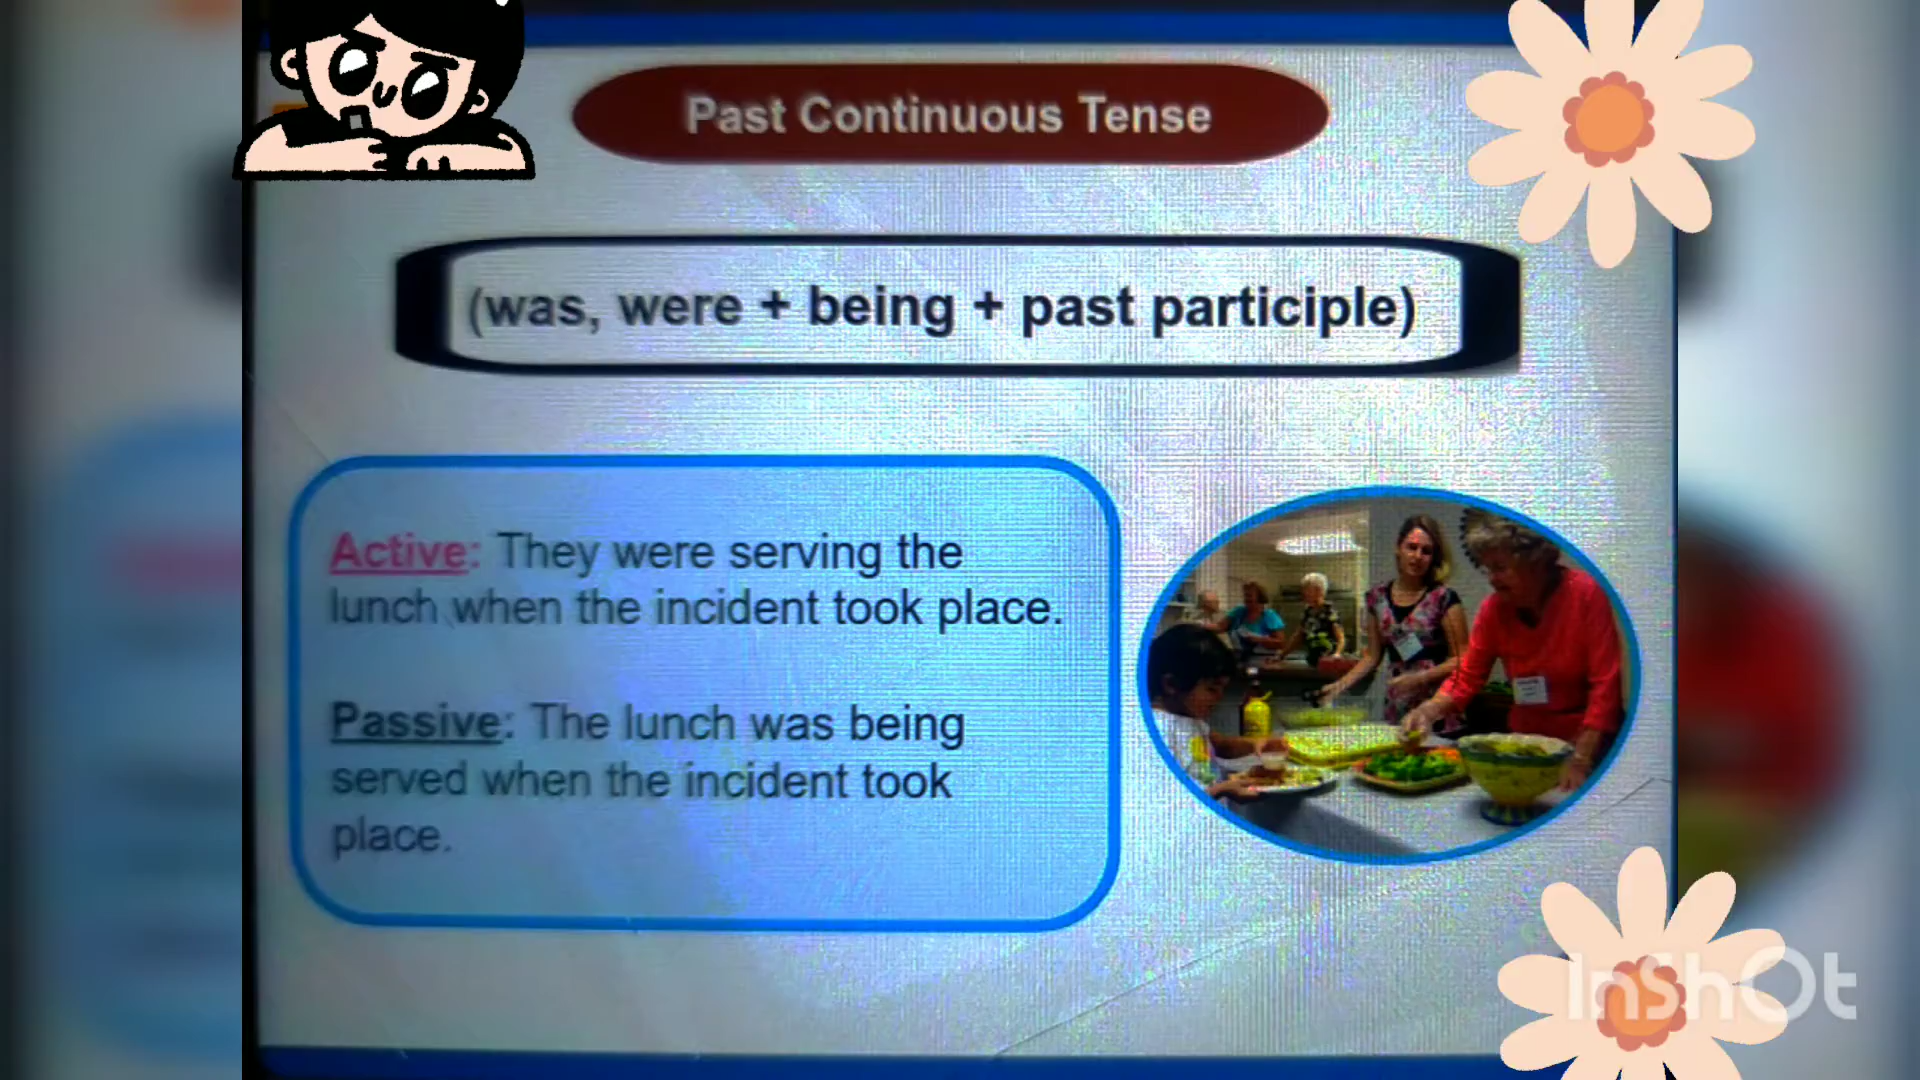 Past Continuous Tense
(was, were + being + past participle)
Active: They were serving the
lunch when the incident took place.
Passive: The lunch was being
served when the incident took
place.
InShOt